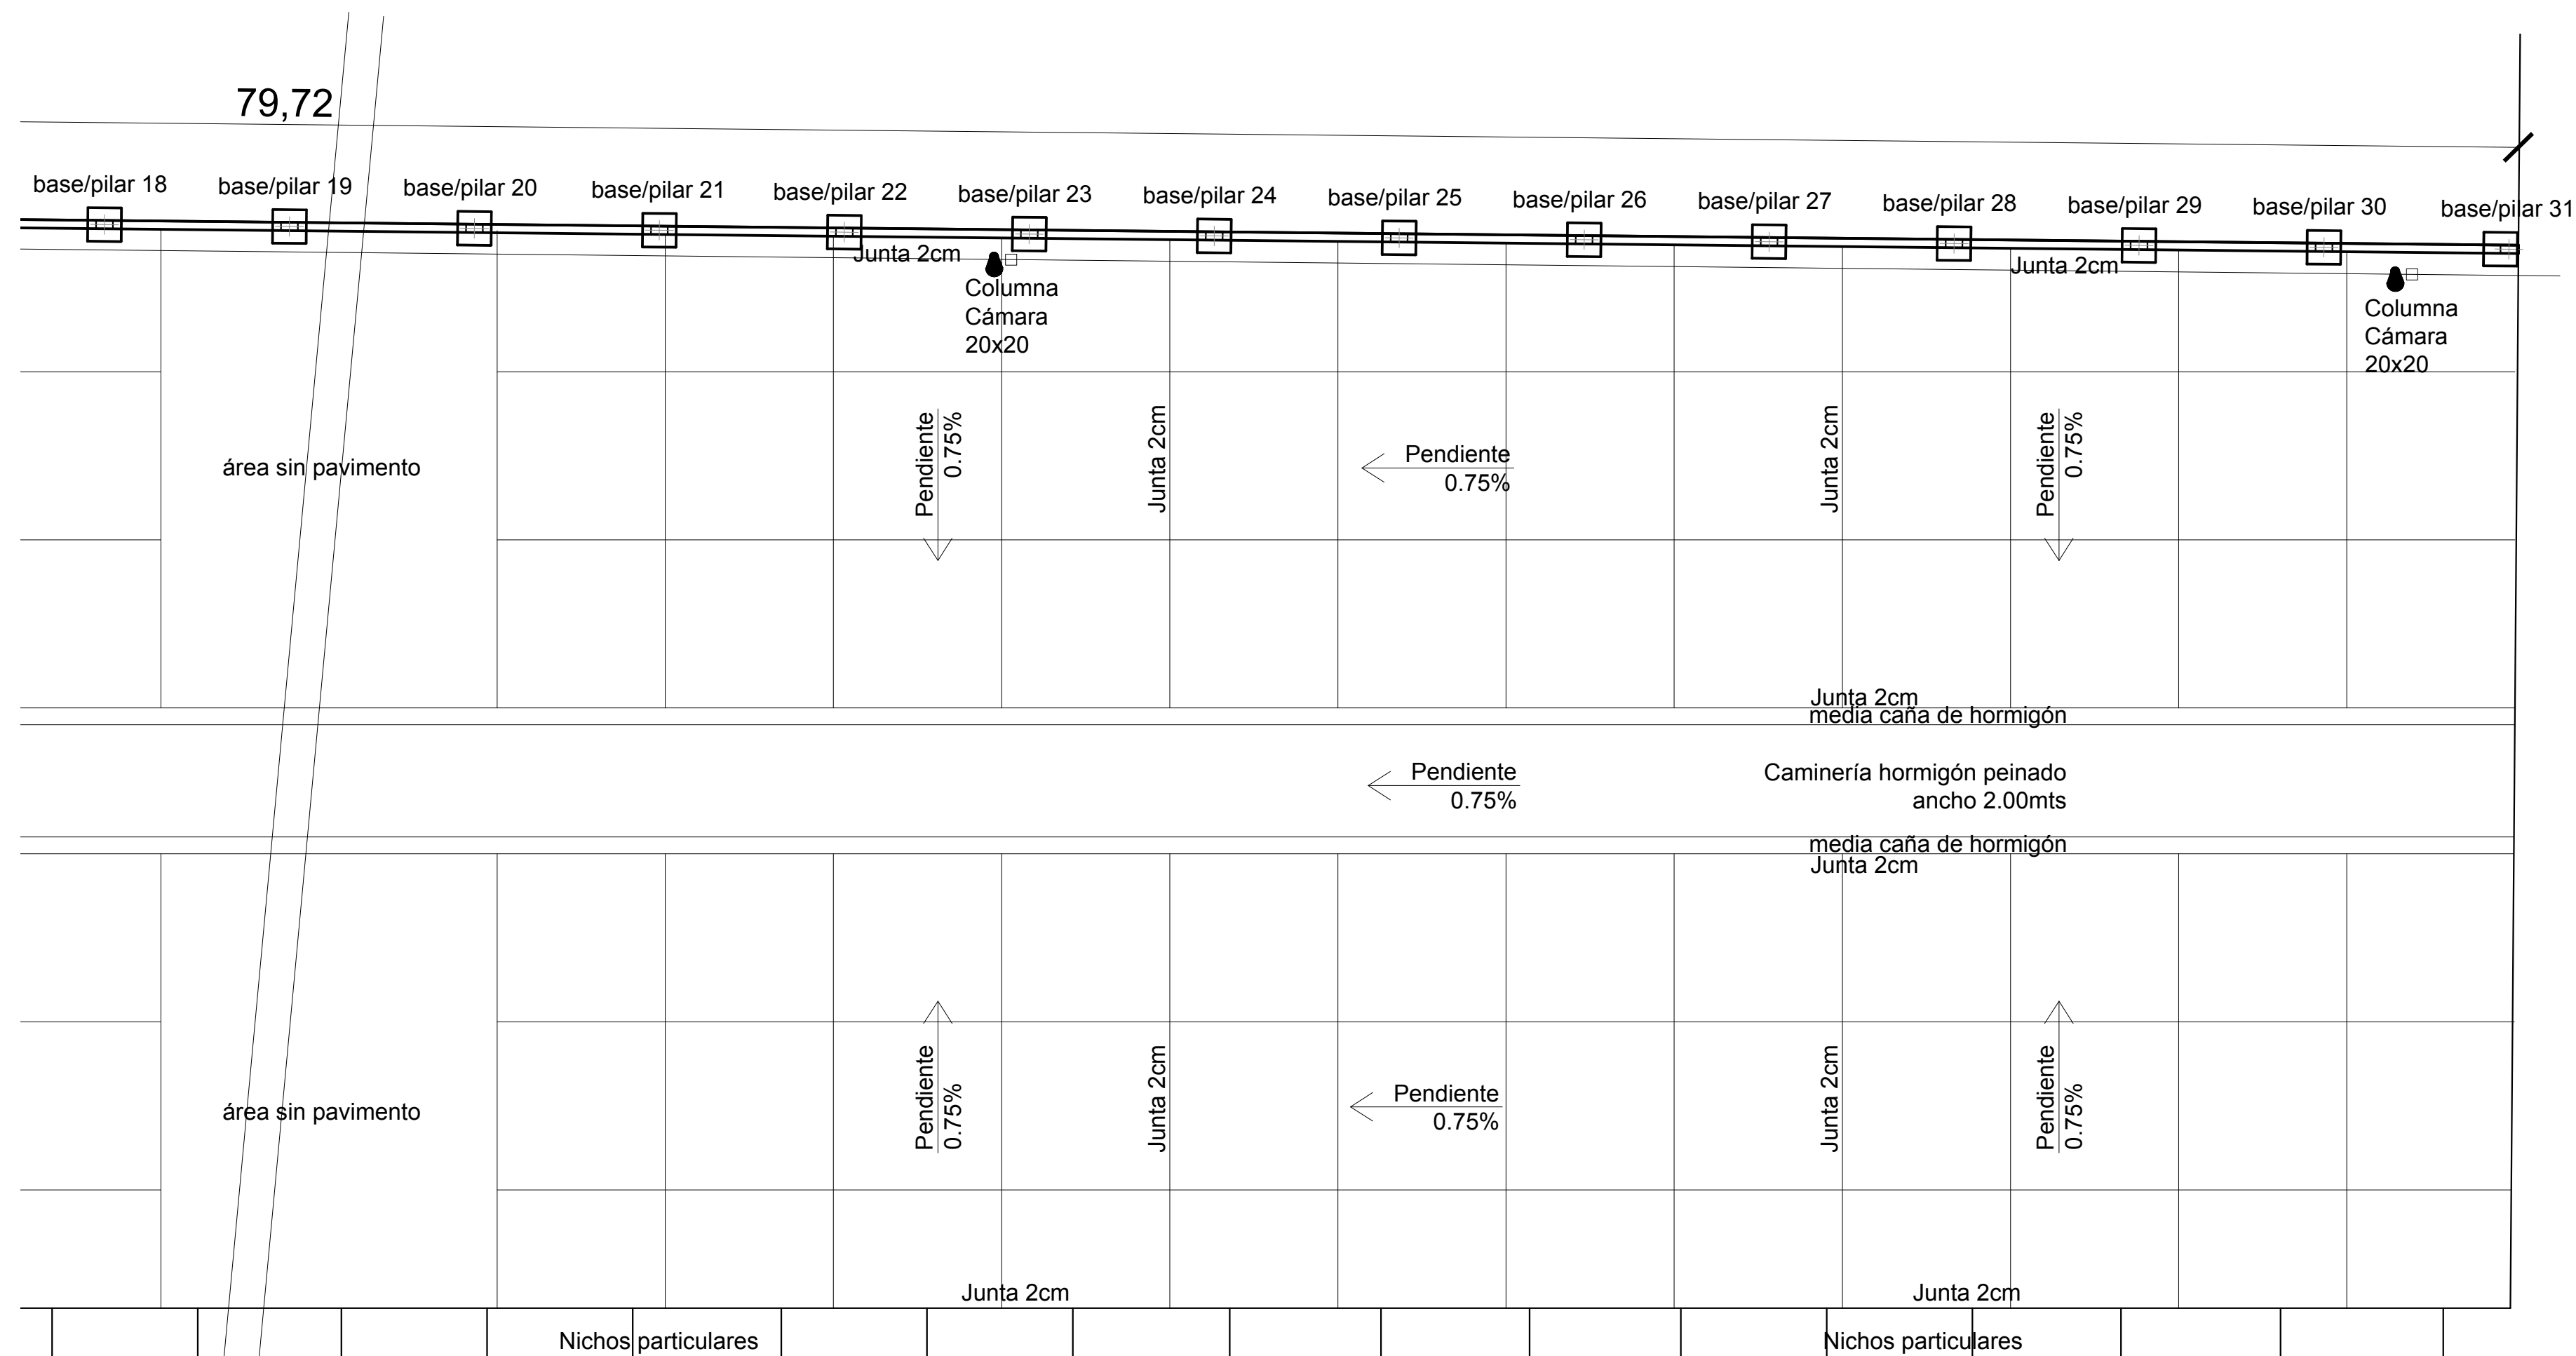 79,72
base/pilar 18
base/pilar 19
base/pilar 20
base/pilar 21
base/pilar 22
base/pilar 23
base/pilar 24
base/pilar 25
base/pilar 26
base/pilar 27
base/pilar 28
base/pilar 29
base/pilar 30
base/pilar 31
Junta 2cm
Junta 2cm
Columna
Cámara
20x20
Columna
Cámara
20x20
área sin pavimento
Pendiente
0.75%
Junta 2cm
Pendiente
0.75%
Junta 2cm
Pendiente
0.75%
Junta 2cm
media caña de hormigón
Pendiente
0.75%
Caminería hormigón peinado
ancho 2.00mts
media caña de hormigón
Junta 2cm
área sin pavimento
Pendiente
0.75%
Junta 2cm
Pendiente
0.75%
Junta 2cm
Pendiente
0.75%
Junta 2cm
Junta 2cm
Nichos particulares
Nichos particulares